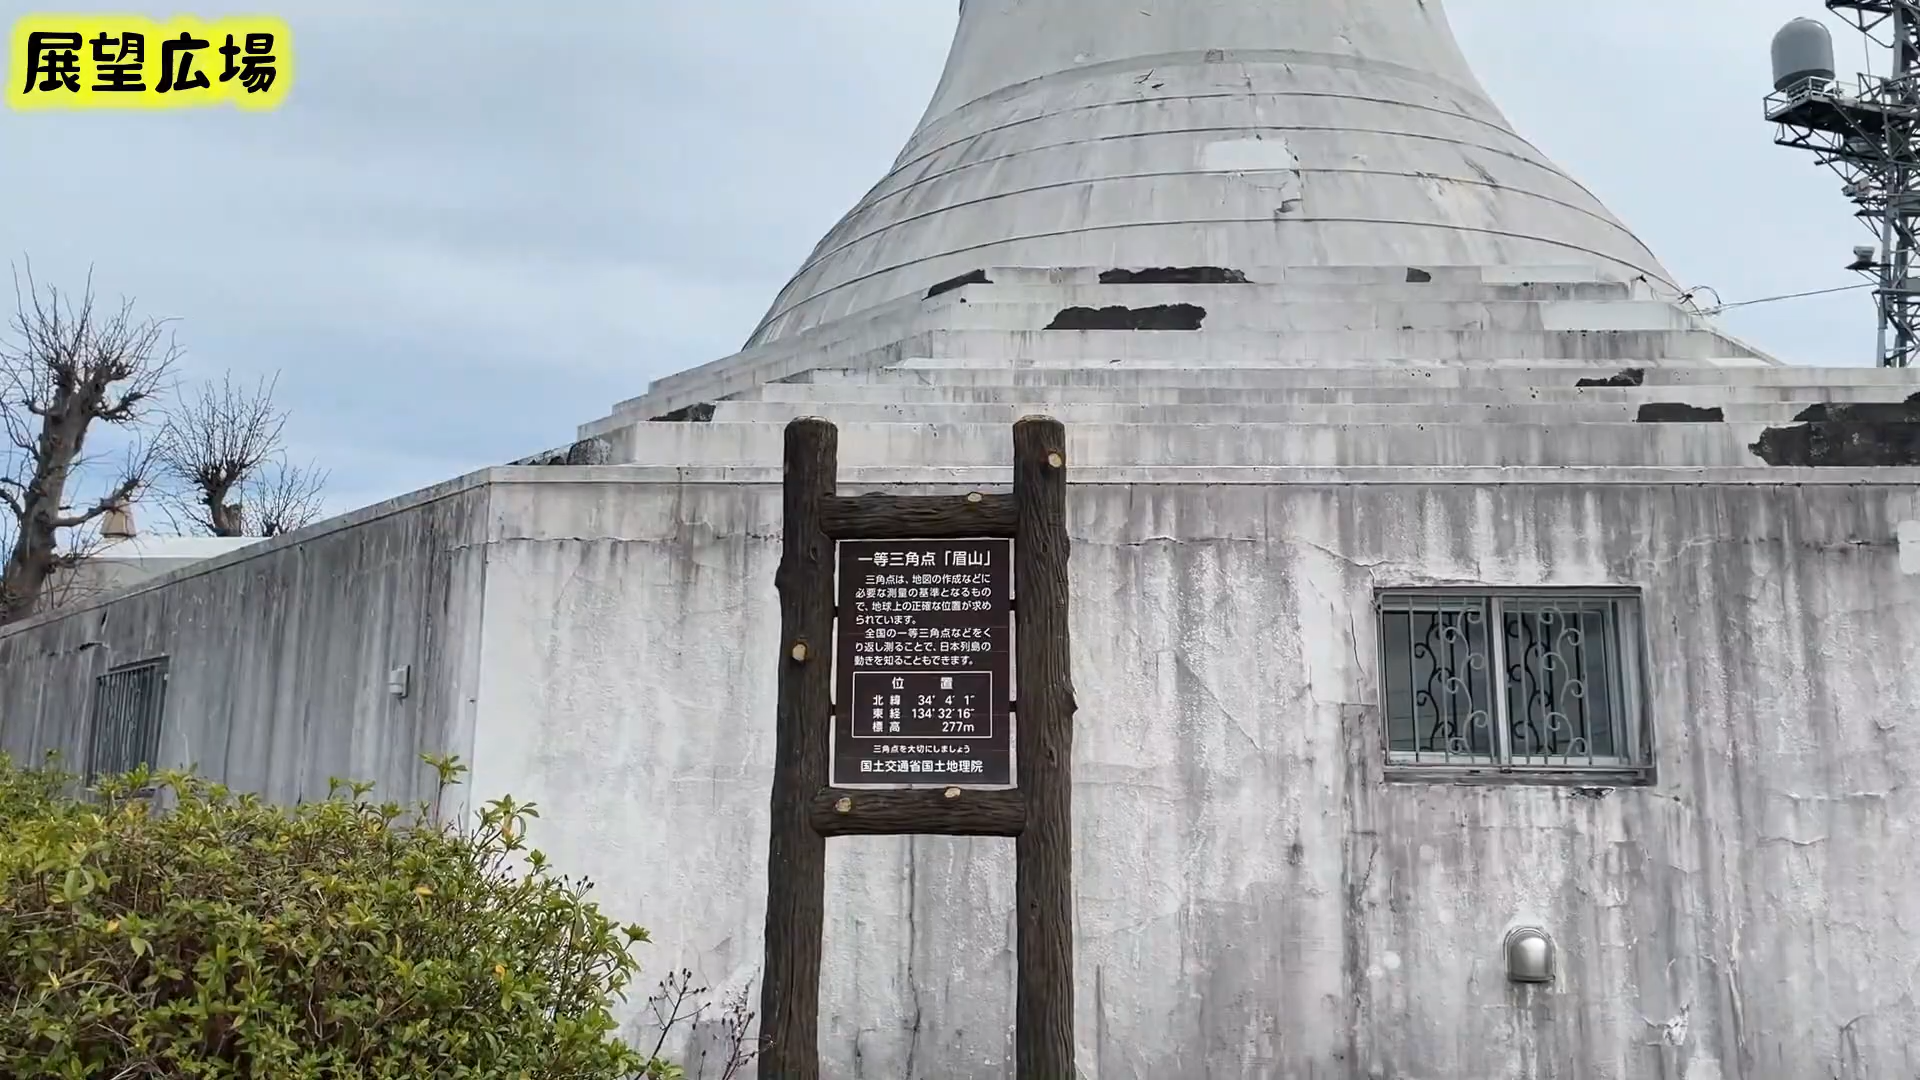 展望広場
一等三角点「眉山」
三角点は、地図の作成などに
必要な測量の基準となるもの
で、地球上の正確な位置が求め
られています。
全国の一等三角点などをく
り返し測ることで、日本列島の
動きを知ることもできます。
位 置
北緯 34° 4′ 1″
東経 134° 32′ 16″
標高 277m
三角点を大切にしましょう
国土交通省国土地理院